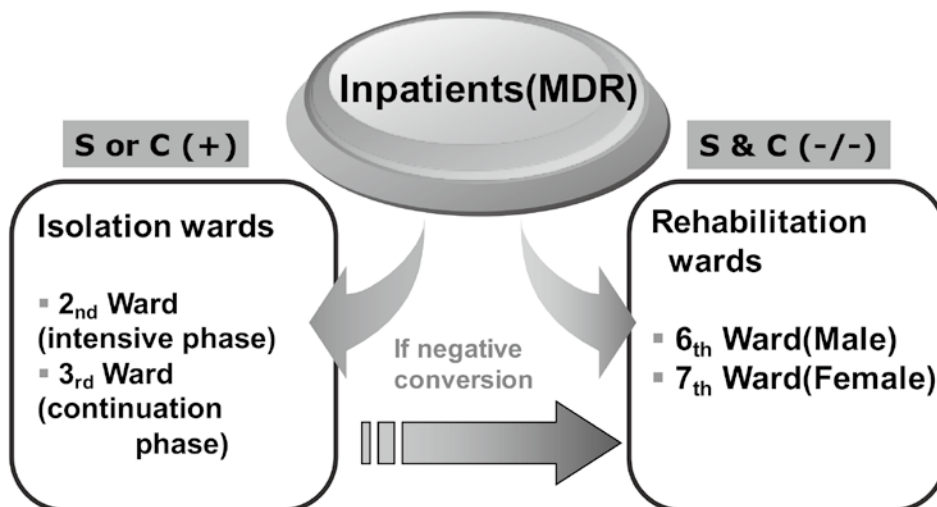 Inpatients(MDR)
S or C (+)
S & C (-/-)
Isolation wards
▪ 2nd Ward
(intensive phase)
▪ 3rd Ward
(continuation
phase)
If negative
conversion
Rehabilitation
wards
▪ 6th Ward(Male)
▪ 7th Ward(Female)